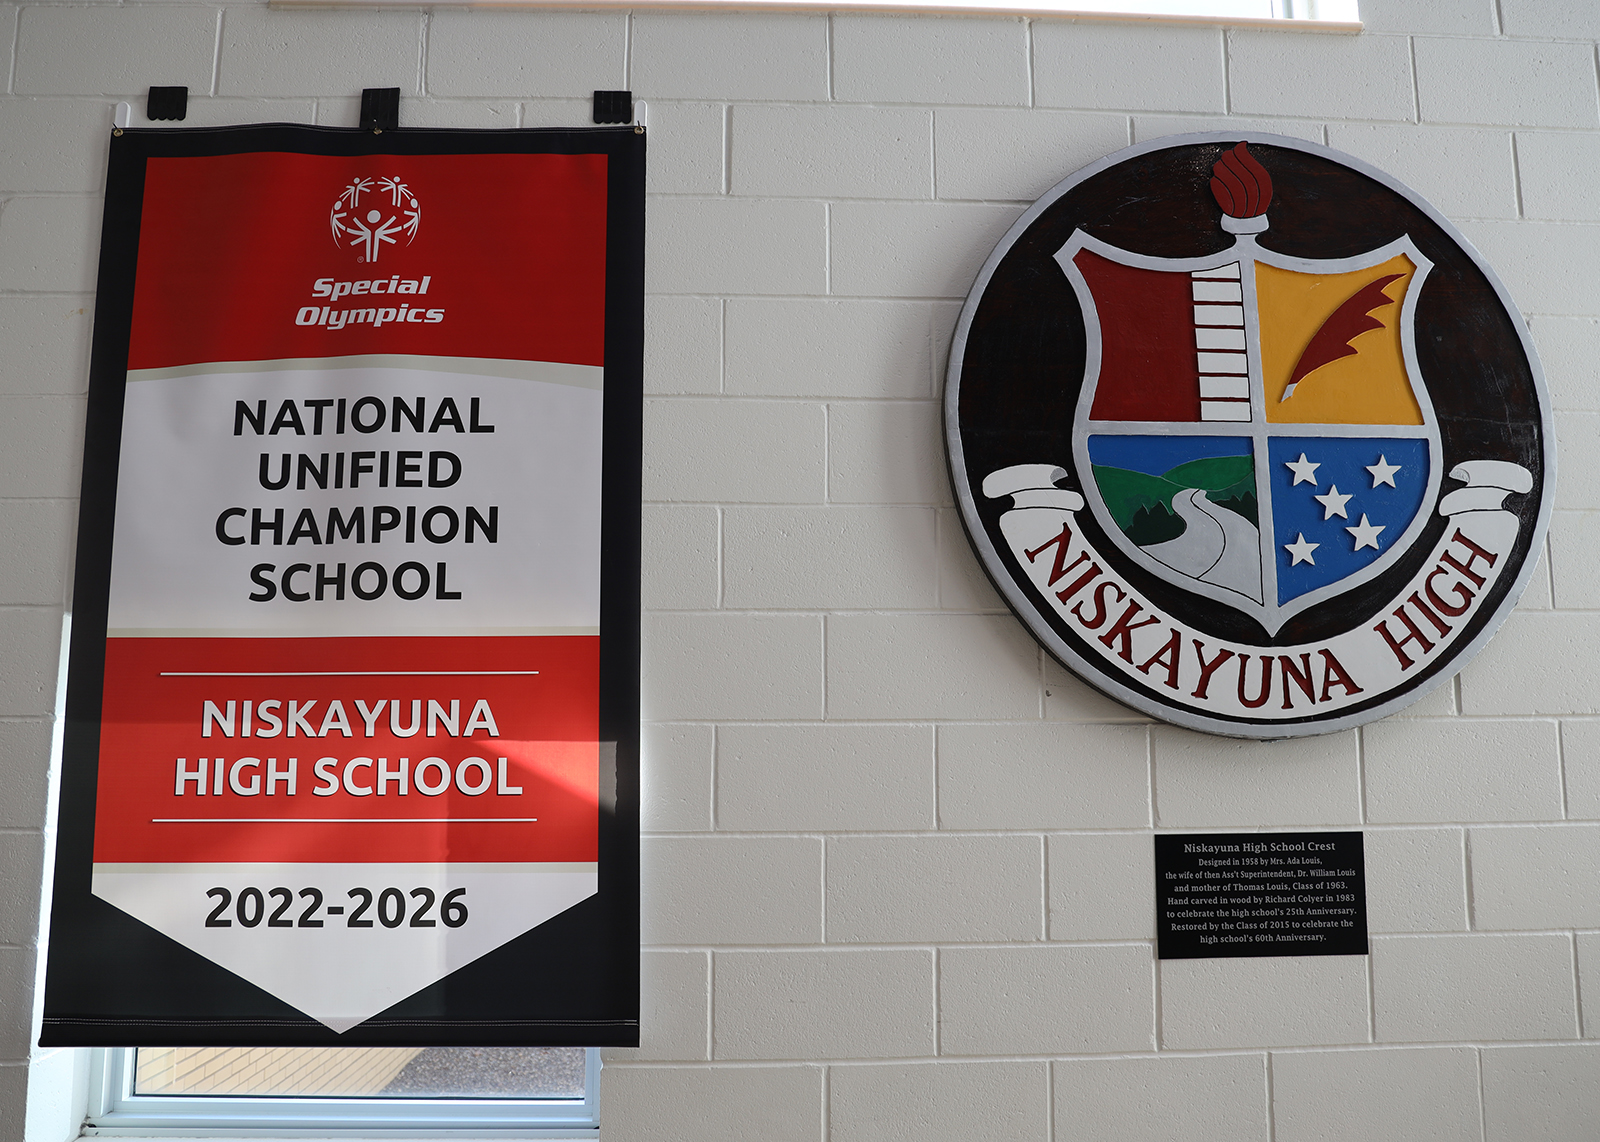 Special
Olympics
NATIONAL
UNIFIED
CHAMPION
SCHOOL
NISKAYUNA
HIGH SCHOOL
2022-2026
NISKAYUNA HIGH
Niskayuna High School Crest
Designed in 1958 by Mrs. Ada Louis,
the wife of then Ass't Superintendent, Dr. William Louis
and mother of Thomas Louis, Class of 1963.
Hand carved in wood by Richard Colyer in 1983
to celebrate the high school's 25th Anniversary.
Restored by the Class of 2015 to celebrate the
high school's 60th Anniversary.